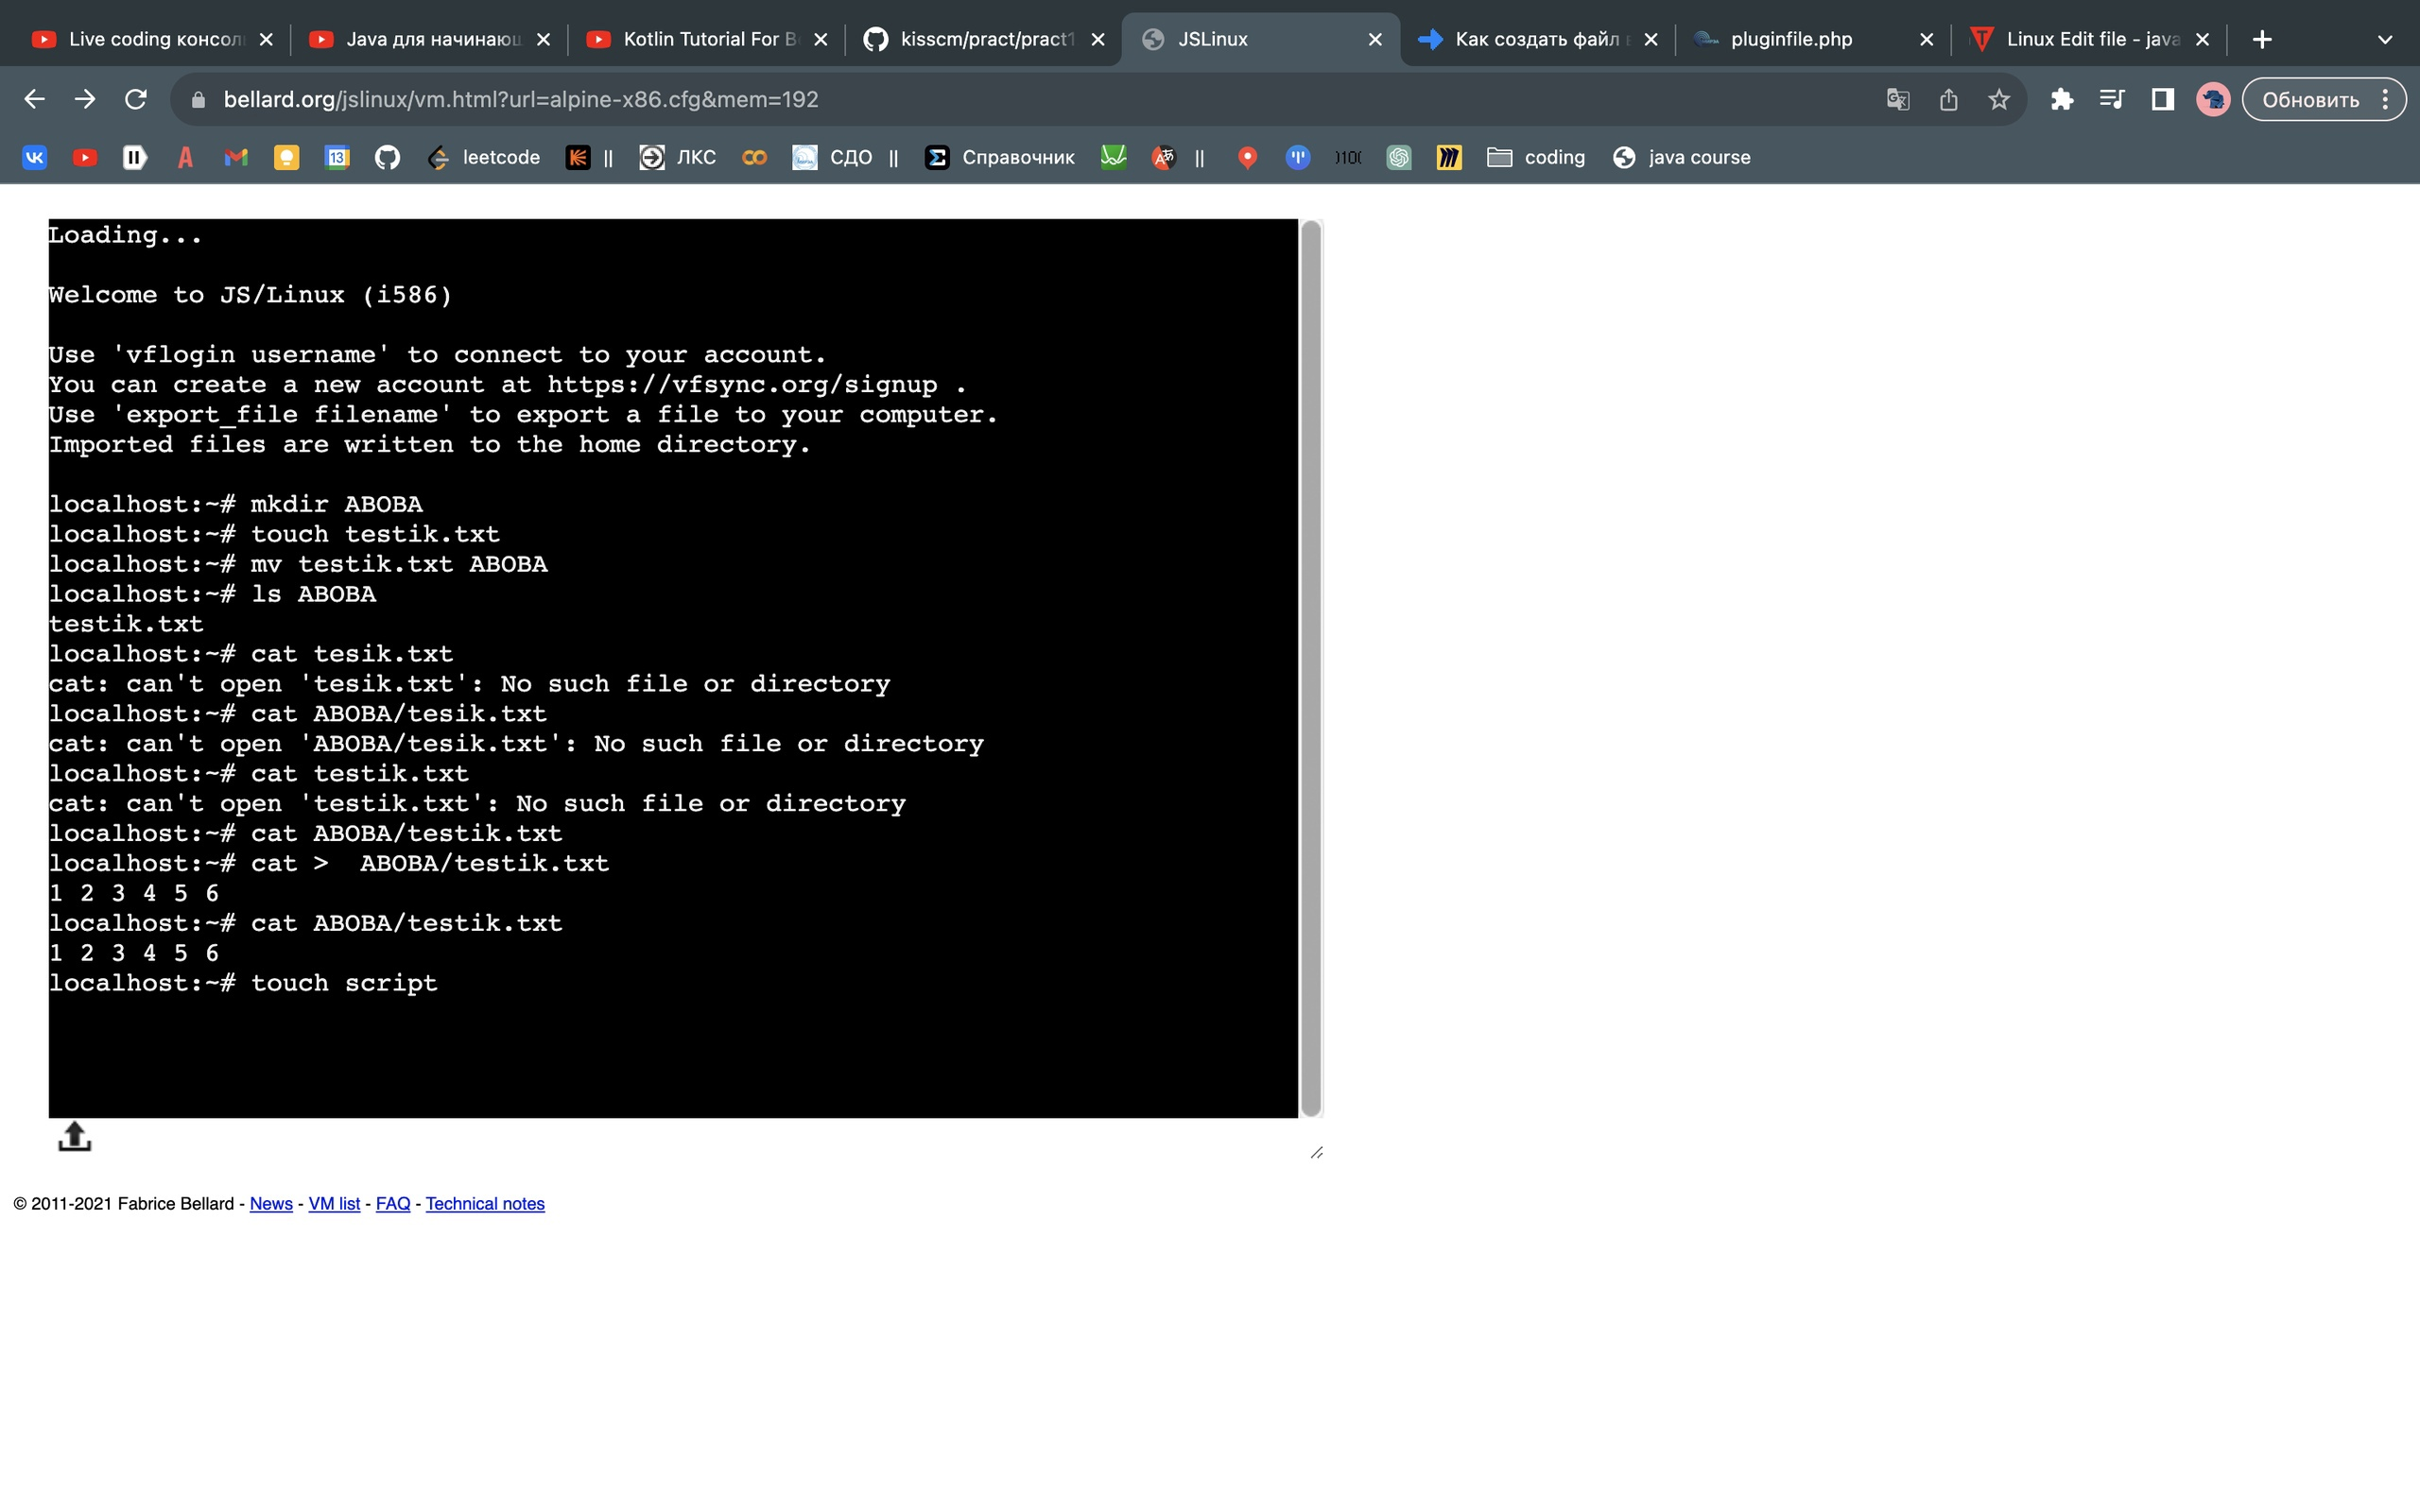 Live coding консол
Java для начинающ
Kotlin Tutorial For Be
kisscm/pract/pract1
JSLinux
Как создать файл в
pluginfile.php
Linux Edit file - java
bellard.org/jslinux/vm.html?url=alpine-x86.cfg&mem=192
Обновить
13
leetcode
||
ЛКС
СДО ||
Справочник
||
coding
java course
Loading...
Welcome to JS/Linux (i586)
Use 'vflogin username' to connect to your account.
You can create a new account at https://vfsync.org/signup .
Use 'export_file filename' to export a file to your computer.
Imported files are written to the home directory.
localhost:~# mkdir ABOBA
localhost:~# touch testik.txt
localhost:~# mv testik.txt ABOBA
localhost:~# ls ABOBA
testik.txt
localhost:~# cat tesik.txt
cat: can't open 'tesik.txt': No such file or directory
localhost:~# cat ABOBA/tesik.txt
cat: can't open 'ABOBA/tesik.txt': No such file or directory
localhost:~# cat testik.txt
cat: can't open 'testik.txt': No such file or directory
localhost:~# cat ABOBA/testik.txt
localhost:~# cat >  ABOBA/testik.txt
1 2 3 4 5 6
localhost:~# cat ABOBA/testik.txt
1 2 3 4 5 6
localhost:~# touch script
© 2011-2021 Fabrice Bellard - News - VM list - FAQ - Technical notes